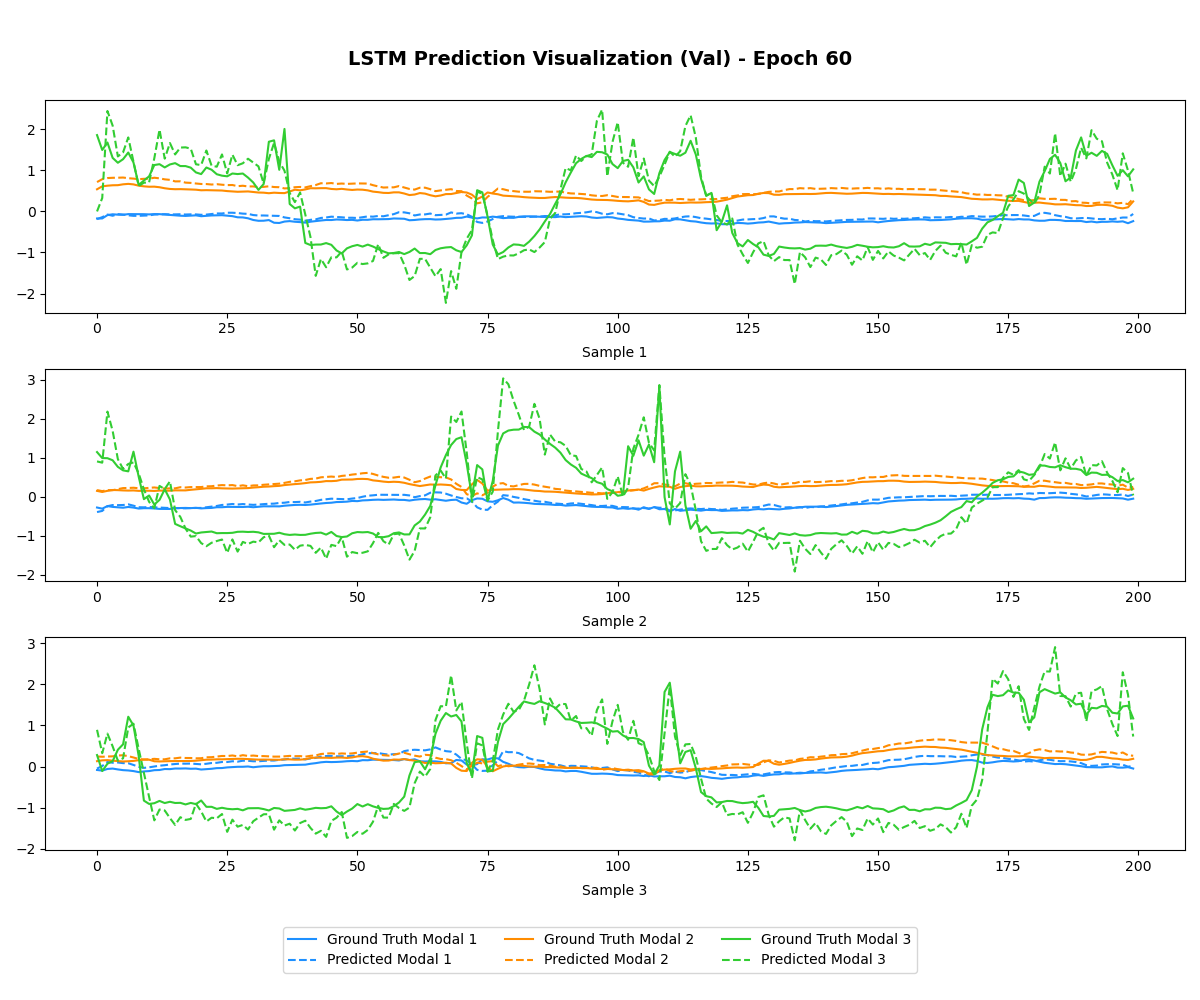 LSTM Prediction Visualization (Val) - Epoch 60
2
1
0
−1
−2
0 25 50 75 100 125 150 175 200
Sample 1
3
2
1
0
−1
−2
0 25 50 75 100 125 150 175 200
Sample 2
3
2
1
0
−1
−2
0 25 50 75 100 125 150 175 200
Sample 3
Ground Truth Modal 1 Ground Truth Modal 2 Ground Truth Modal 3
Predicted Modal 1 Predicted Modal 2 Predicted Modal 3